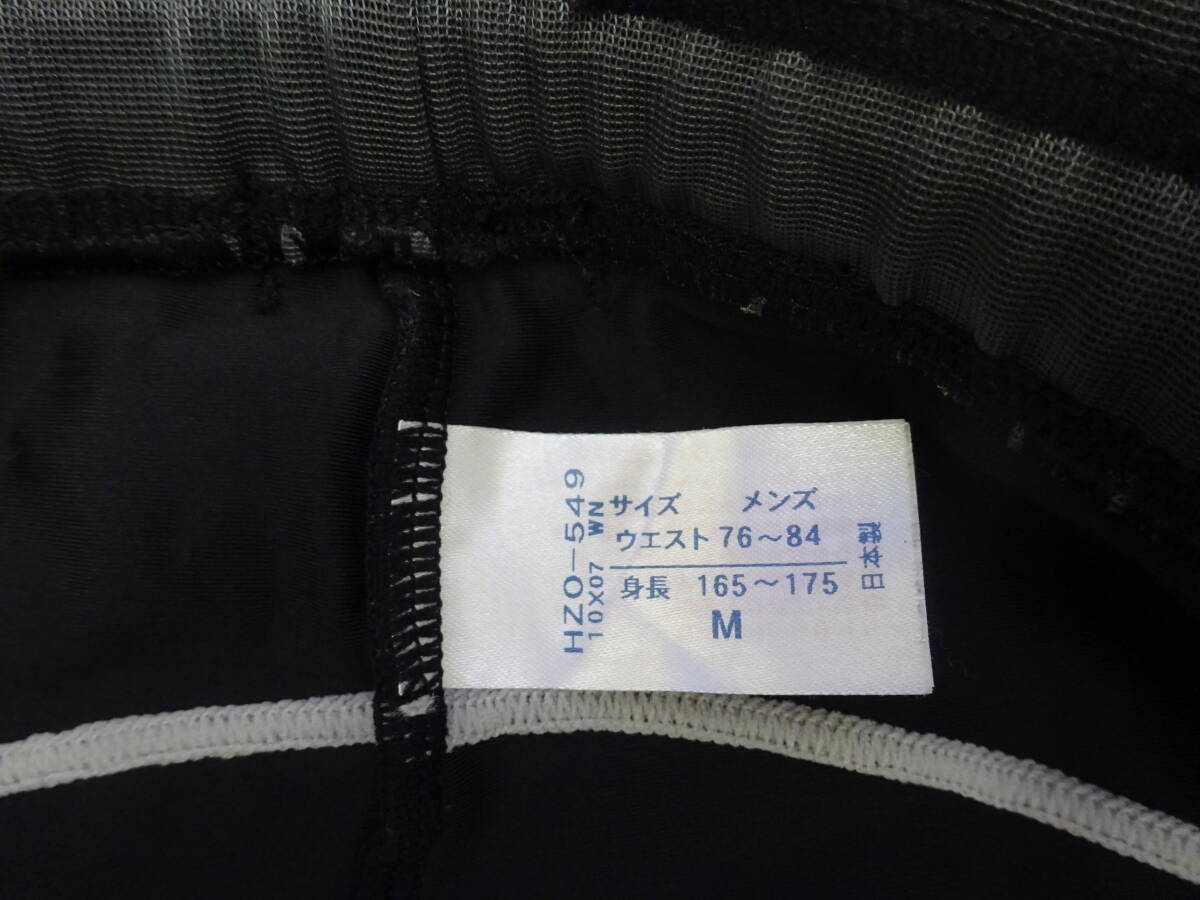 サイズ メンズ
ウエスト 76～84
身長 165～175
M
日本製
HZO-549
10X07 WN